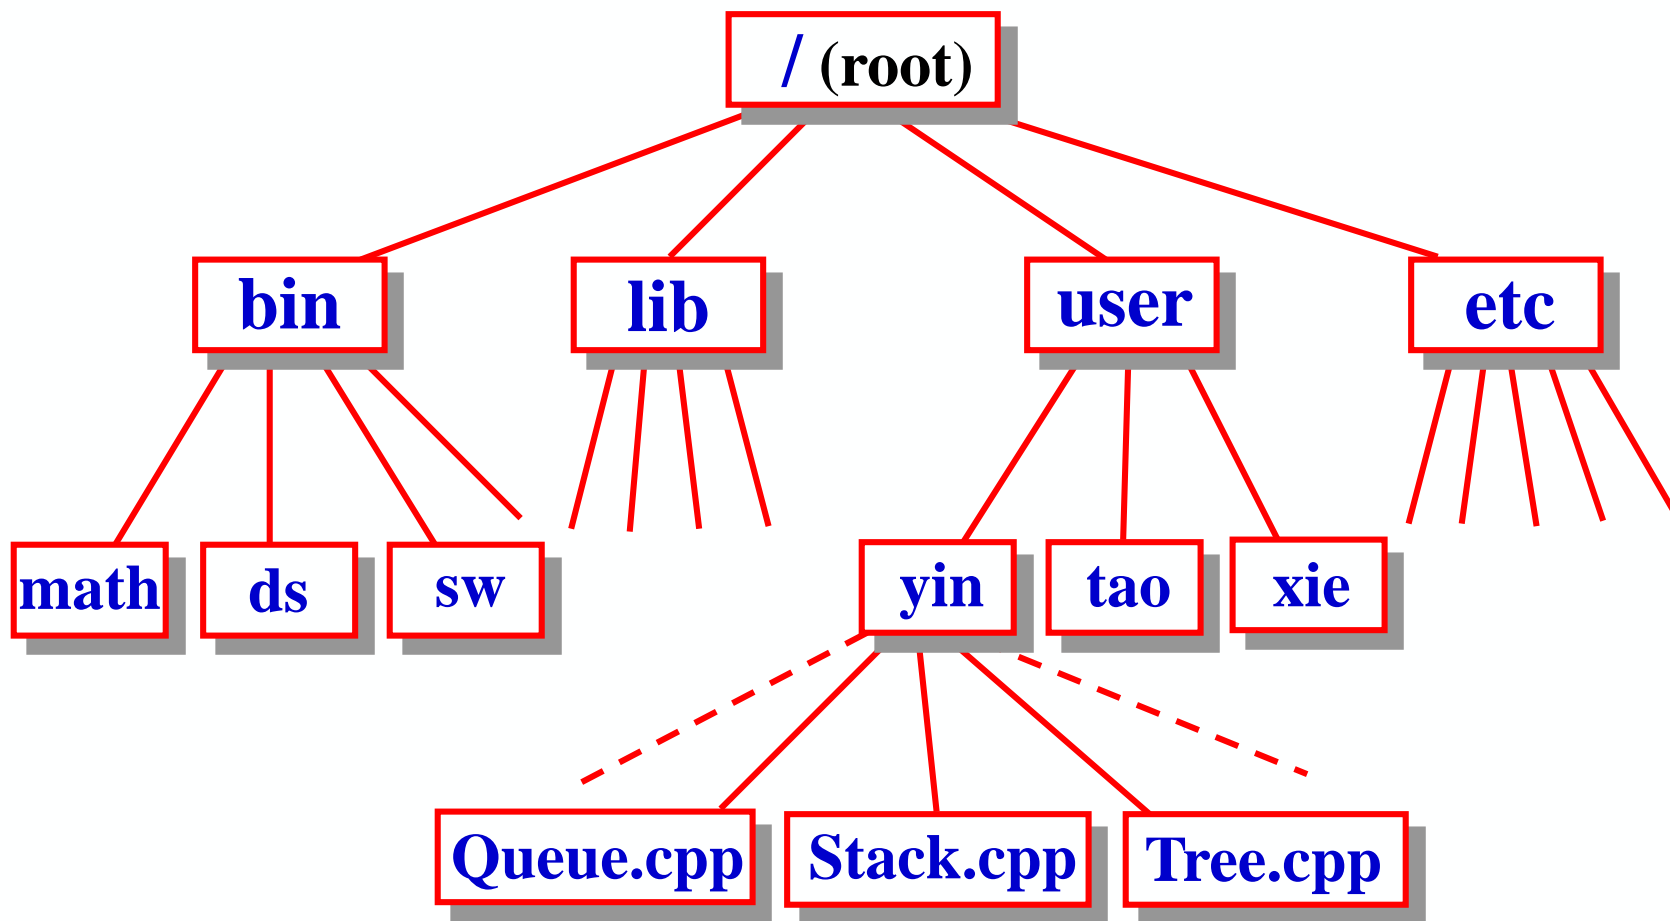 / (root)
bin
lib
user
etc
math
ds
sw
yin
tao
xie
Queue.cpp
Stack.cpp
Tree.cpp